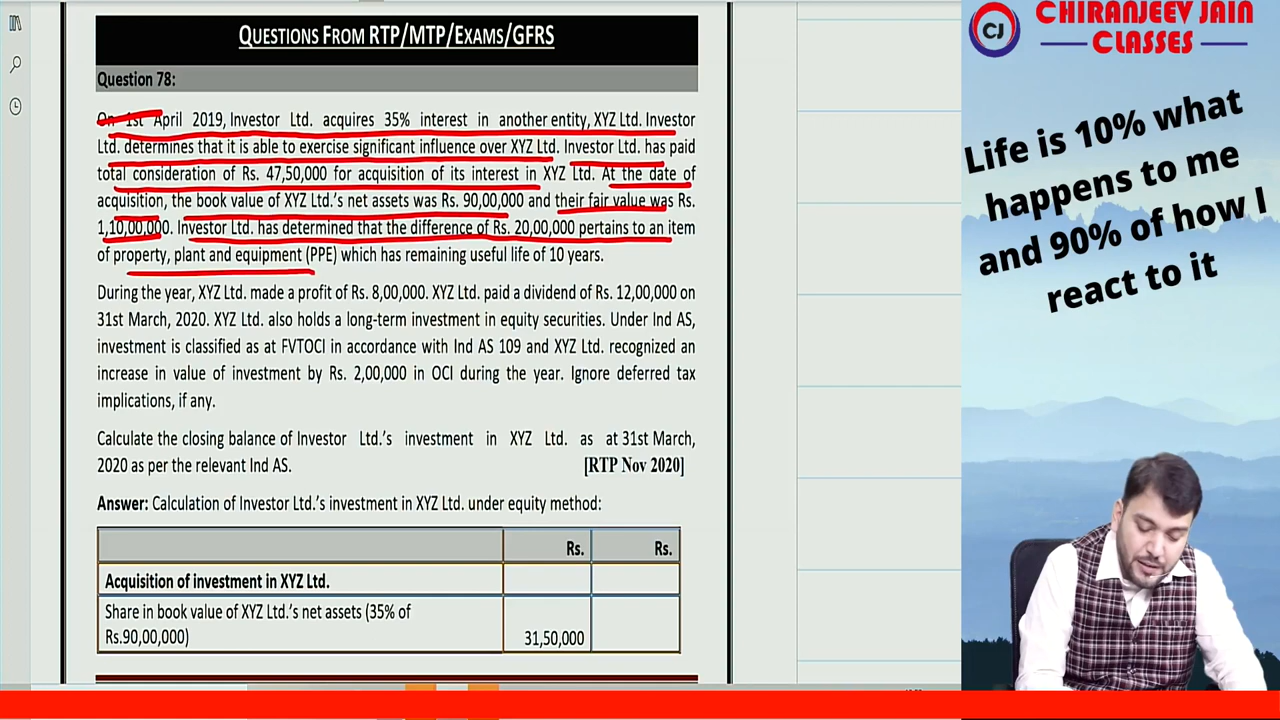 QUESTIONS FROM RTP/MTP/EXAMS/GFRS
Question 78:
On 1st April 2019, Investor Ltd. acquires 35% interest in another entity, XYZ Ltd. Investor
Ltd. determines that it is able to exercise significant influence over XYZ Ltd. Investor Ltd. has paid
total consideration of Rs. 47,50,000 for acquisition of its interest in XYZ Ltd. At the date of
acquisition, the book value of XYZ Ltd.'s net assets was Rs. 90,00,000 and their fair value was Rs.
1,10,00,000. Investor Ltd. has determined that the difference of Rs. 20,00,000 pertains to an item
of property, plant and equipment (PPE) which has remaining useful life of 10 years.
During the year, XYZ Ltd. made a profit of Rs. 8,00,000. XYZ Ltd. paid a dividend of Rs. 12,00,000 on
31st March, 2020. XYZ Ltd. also holds a long-term investment in equity securities. Under Ind AS,
investment is classified as at FVTOCI in accordance with Ind AS 109 and XYZ Ltd. recognized an
increase in value of investment by Rs. 2,00,000 in OCI during the year. Ignore deferred tax
implications, if any.
Calculate the closing balance of Investor Ltd.'s investment in XYZ Ltd. as at 31st March,
2020 as per the relevant Ind AS. [RTP Nov 2020]
Answer: Calculation of Investor Ltd.'s investment in XYZ Ltd. under equity method:
Rs. Rs.
Acquisition of investment in XYZ Ltd.
Share in book value of XYZ Ltd.'s net assets (35% of
Rs.90,00,000) 31,50,000
CJ
CHIRANJEEV JAIN
CLASSES
Life is 10% what
happens to me
and 90% of how I
react to it